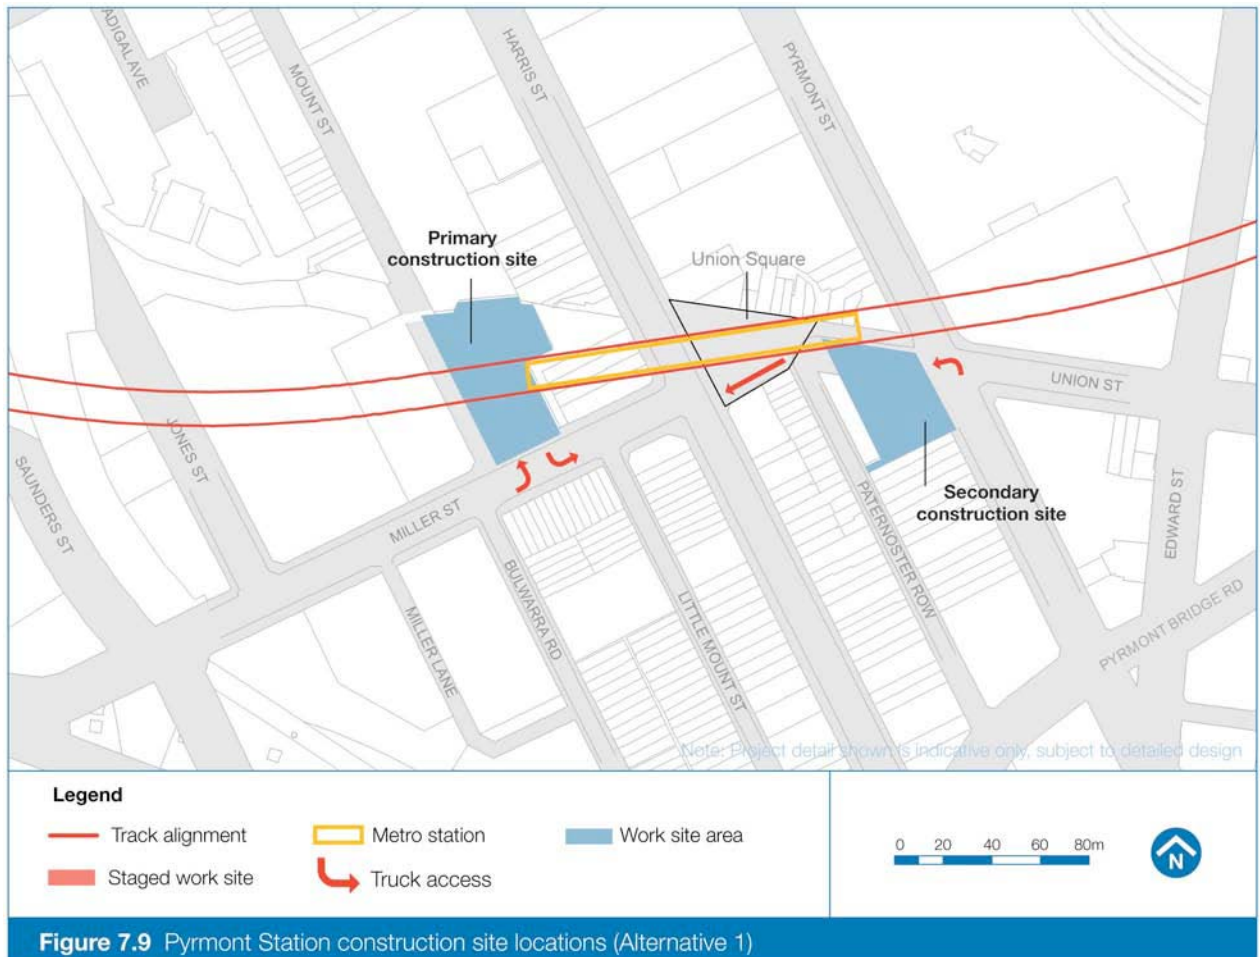 ADIGAL AVE
MOUNT ST
HARRIS ST
PYRMONT ST
Primary
construction site
Union Square
JONES ST
UNION ST
SAUNDERS ST
MILLER ST
Secondary
construction site
EDWARD ST
PATERNOSTER ROW
BULWARRA RD
LITTLE MOUNT ST
MILLER LANE
PYRMONT BRIDGE RD
Note: Project detail shown is indicative only, subject to detailed design
Legend
Track alignment
Metro station
Work site area
Staged work site
Truck access
0 20 40 60 80m
N
Figure 7.9 Pyrmont Station construction site locations (Alternative 1)